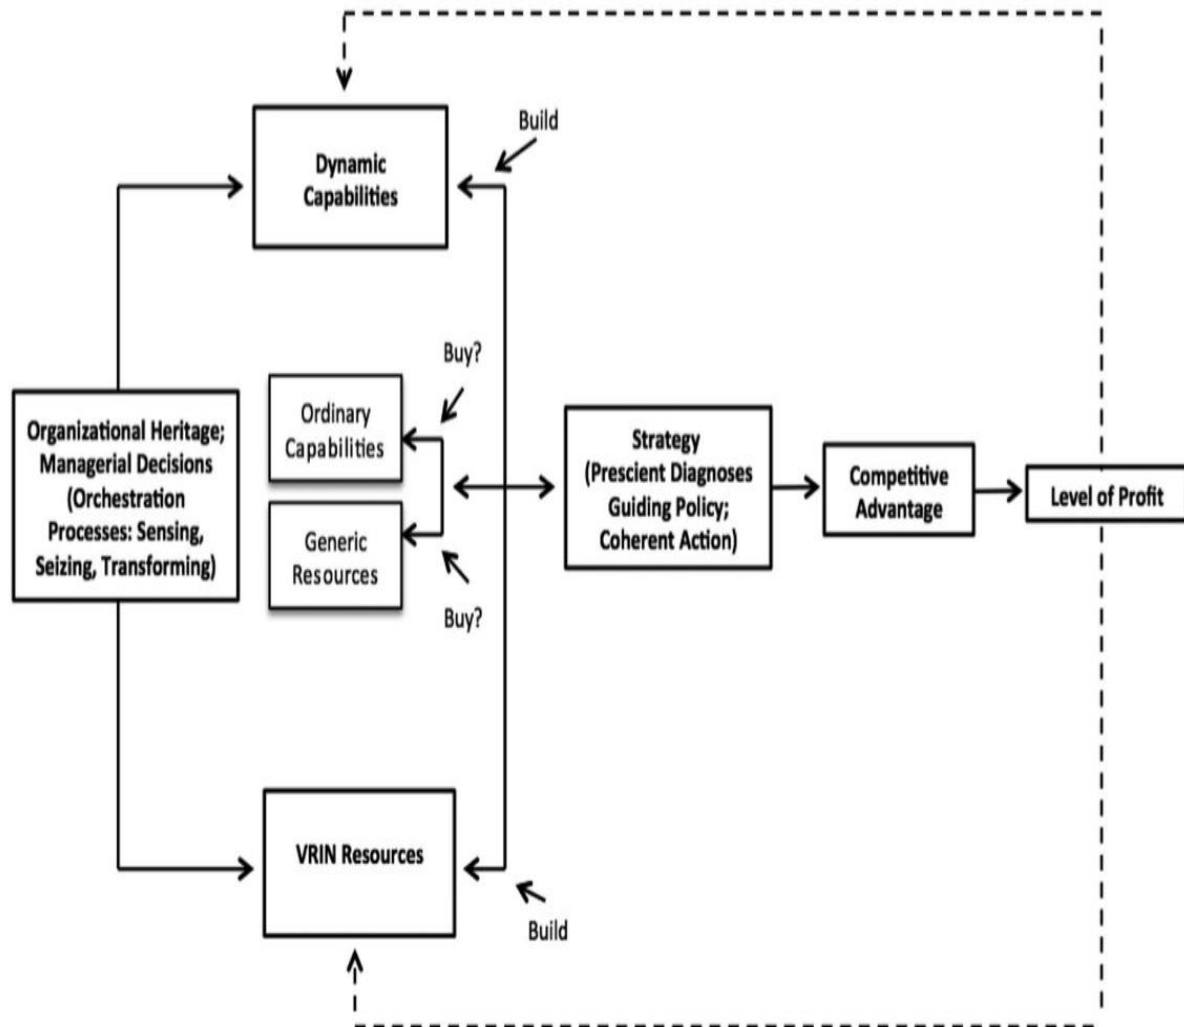 Build
Dynamic
Capabilities
Buy?
Ordinary
Capabilities
Organizational Heritage;
Managerial Decisions
(Orchestration
Processes: Sensing,
Seizing, Transforming)
Generic
Resources
Buy?
Strategy
(Prescient Diagnoses
Guiding Policy;
Coherent Action)
Competitive
Advantage
Level of Profit
VRIN Resources
Build